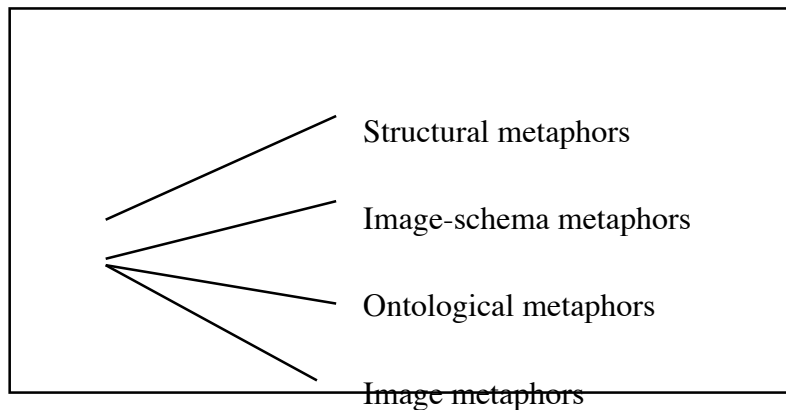 Structural metaphors
Image-schema metaphors
Ontological metaphors
Image metaphors